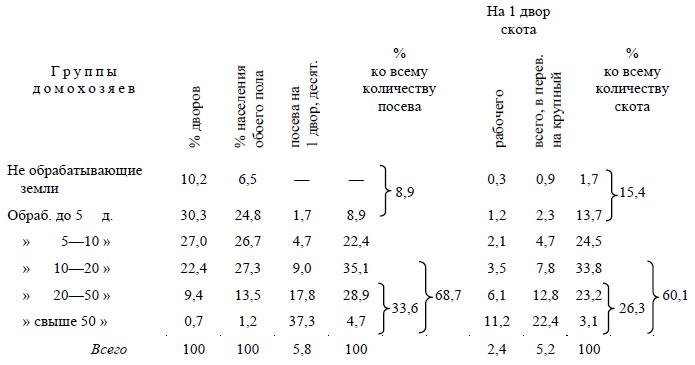 На 1 двор скота
Группы домохозяев % дворов % населения обоего пола посева на 1 двор, десят. % ко всему количеству посева рабочего всего, в перев. на крупный % ко всему количеству скота
Не обрабатывающие
земли 10,2 6,5 — — 0,3 0,9 1,7
8,9 15,4
Обраб. до 5 д. 30,3 24,8 1,7 8,9 1,2 2,3 13,7
» 5—10 » 27,0 26,7 4,7 22,4 2,1 4,7 24,5
» 10—20 » 22,4 27,3 9,0 35,1 3,5 7,8 33,8
» 20—50 » 9,4 13,5 17,8 28,9 6,1 12,8 23,2
33,6 68,7 26,3 60,1
» свыше 50 » 0,7 1,2 37,3 4,7 11,2 22,4 3,1
Всего 100 100 5,8 100 2,4 5,2 100